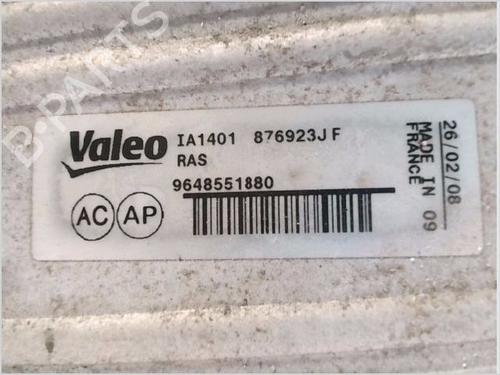 B-PARTS
Valeo
IA1401 876923J F
RAS
9648551880
AC AP
26/02/08
MADE IN 09
FRANCE